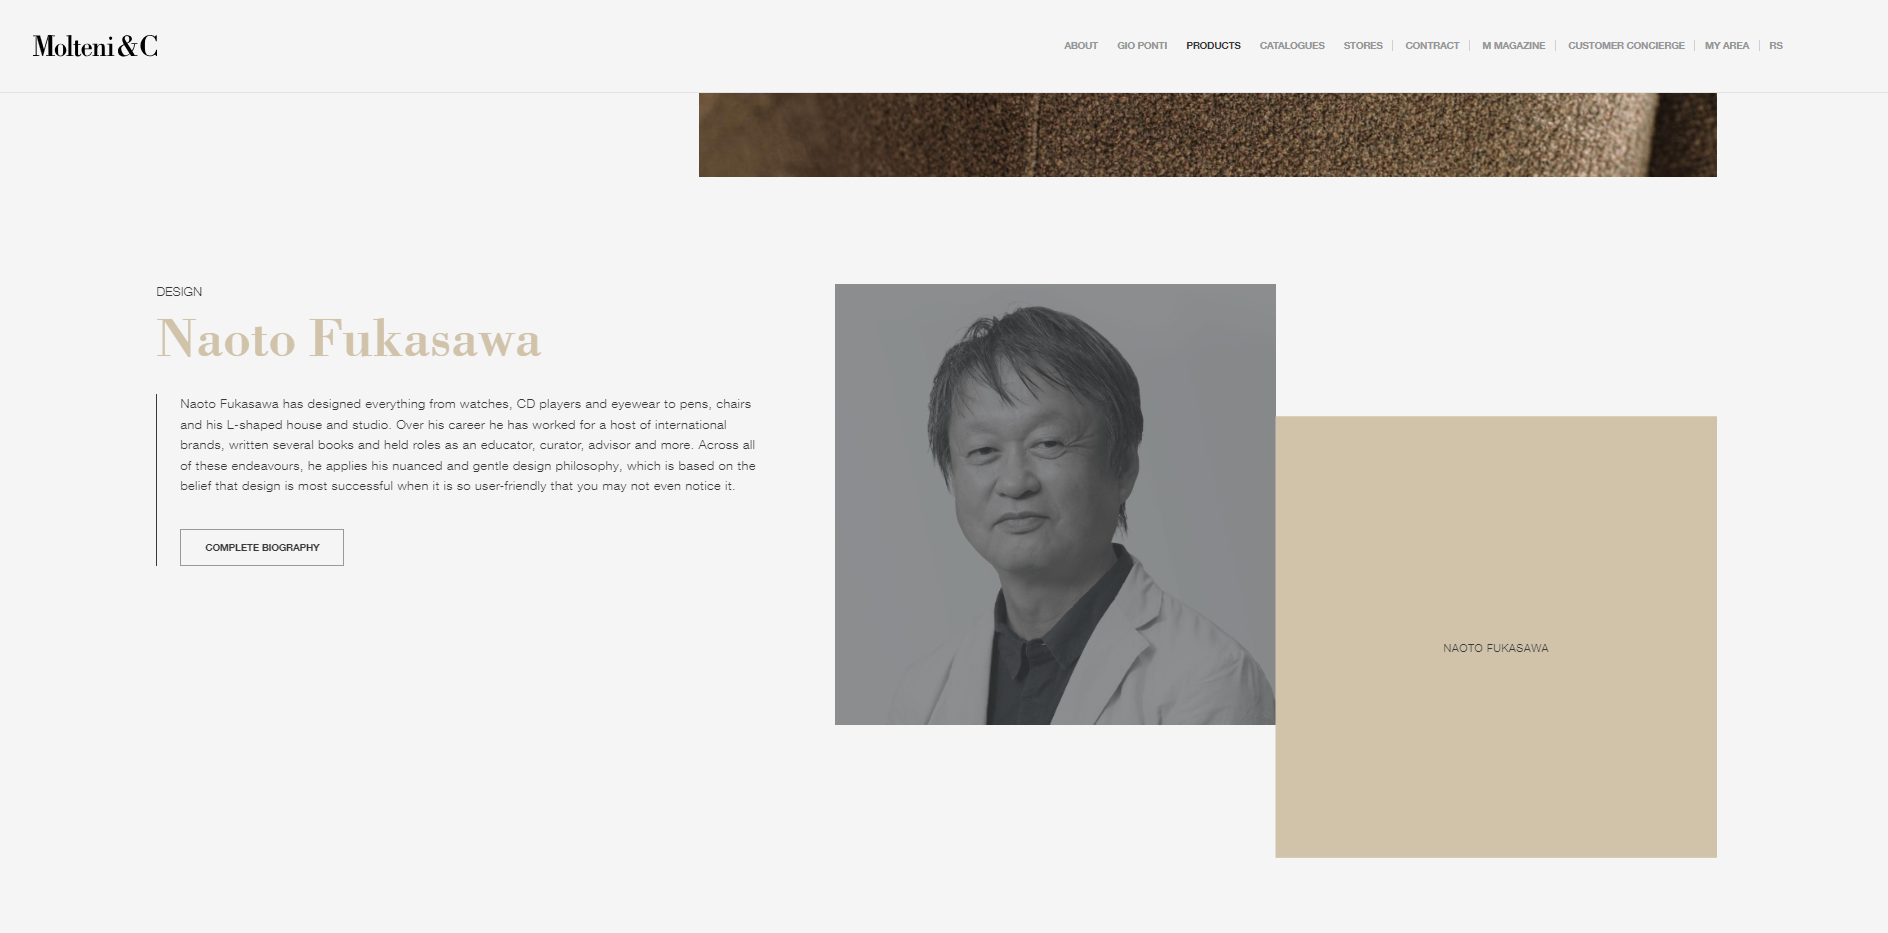 Molteni&C
ABOUT GIO PONTI PRODUCTS CATALOGUES STORES CONTRACT M MAGAZINE CUSTOMER CONCIERGE MY AREA RS
DESIGN
Naoto Fukasawa
Naoto Fukasawa has designed everything from watches, CD players and eyewear to pens, chairs
and his L-shaped house and studio. Over his career he has worked for a host of international
brands, written several books and held roles as an educator, curator, advisor and more. Across all
of these endeavours, he applies his nuanced and gentle design philosophy, which is based on the
belief that design is most successful when it is so user-friendly that you may not even notice it.
COMPLETE BIOGRAPHY
NAOTO FUKASAWA